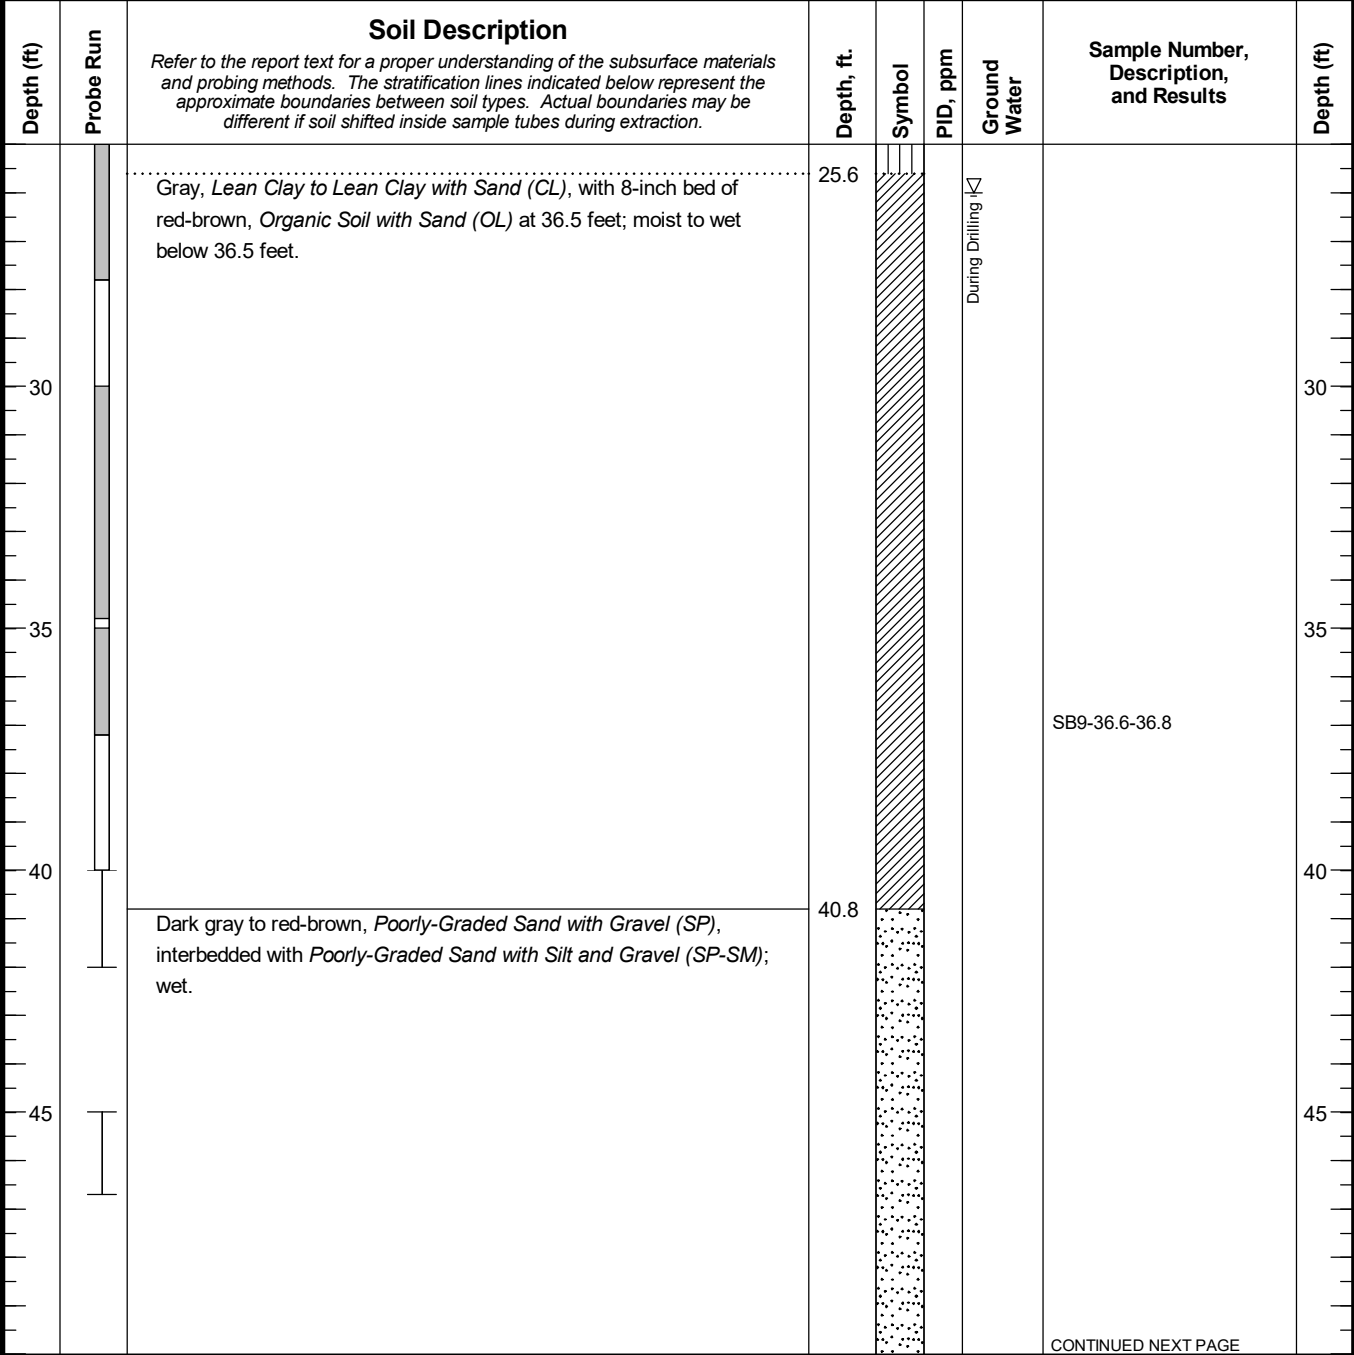 Depth (ft)
Probe Run
Soil Description
Refer to the report text for a proper understanding of the subsurface materials
and probing methods. The stratification lines indicated below represent the
approximate boundaries between soil types. Actual boundaries may be
different if soil shifted inside sample tubes during extraction.
Depth, ft.
Symbol
PID, ppm
Ground
Water
Sample Number,
Description,
and Results
Depth (ft)
25.6
Gray, Lean Clay to Lean Clay with Sand (CL), with 8-inch bed of
red-brown, Organic Soil with Sand (OL) at 36.5 feet; moist to wet
below 36.5 feet.
During Drilling
30
30
35
35
SB9-36.6-36.8
40
40
40.8
Dark gray to red-brown, Poorly-Graded Sand with Gravel (SP),
interbedded with Poorly-Graded Sand with Silt and Gravel (SP-SM);
wet.
45
45
CONTINUED NEXT PAGE